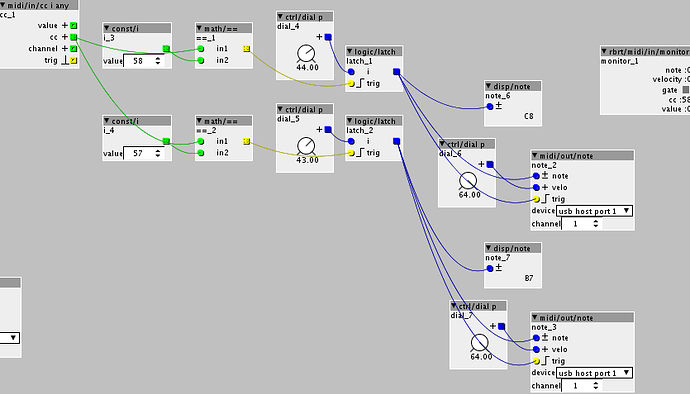 midi/in/cc i any
cc_1
value +
cc +
channel +
trig
const/i
i_3
value 58
math/==
==_1
in1
in2
ctrl/dial p
dial_4
+
44.00
logic/latch
latch_1
i
trig
disp/note
note_6
±
C8
rbrt/midi/in/monitor
monitor_1
note :0
velocity :0
gate
cc :58
value :0
const/i
i_4
value 57
math/==
==_2
in1
in2
ctrl/dial p
dial_5
+
43.00
logic/latch
latch_2
i
trig
ctrl/dial p
dial_6
+
64.00
midi/out/note
note_2
± note
+ velo
trig
device usb host port 1
channel 1
disp/note
note_7
±
B7
ctrl/dial p
dial_7
+
64.00
midi/out/note
note_3
± note
+ velo
trig
device usb host port 1
channel 1